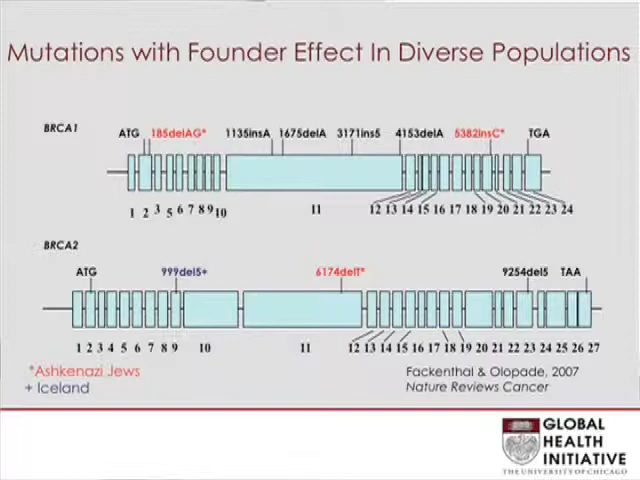 Mutations with Founder Effect In Diverse Populations
BRCA1
ATG 185delAG* 1135insA 1675delA 3171ins5 4153delA 5382insC* TGA
1 2 3 5 6 7 8 9 10 11 12 13 14 15 16 17 18 19 20 21 22 23 24
BRCA2
ATG 999del5+ 6174delT* 9254del5 TAA
1 2 3 4 5 6 7 8 9 10 11 12 13 14 15 16 17 18 19 20 21 22 23 24 25 26 27
*Ashkenazi Jews
+ Iceland
Fackenthal & Olopade, 2007
Nature Reviews Cancer
GLOBAL
HEALTH
INITIATIVE
THE UNIVERSITY OF CHICAGO